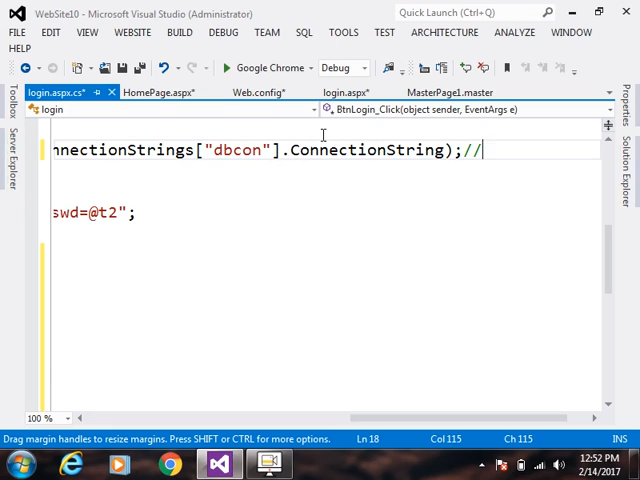 WebSite10 - Microsoft Visual Studio (Administrator)
Quick Launch (Ctrl+Q)
FILE EDIT VIEW WEBSITE BUILD DEBUG TEAM SQL TOOLS TEST ARCHITECTURE ANALYZE WINDOW
HELP
Google Chrome Debug
login.aspx.cs* HomePage.aspx* Web.config* login.aspx* MasterPage1.master
login BtnLogin_Click(object sender, EventArgs e)
Toolbox
Server Explorer
Properties
Solution Explorer
nnectionStrings["dbcon"].ConnectionString);//
swd=@t2";
100 %
Drag margin handles to resize margins. Press SHIFT or CTRL for more options. Ln 18 Col 115 Ch 115 INS
12:52 PM
2/14/2017